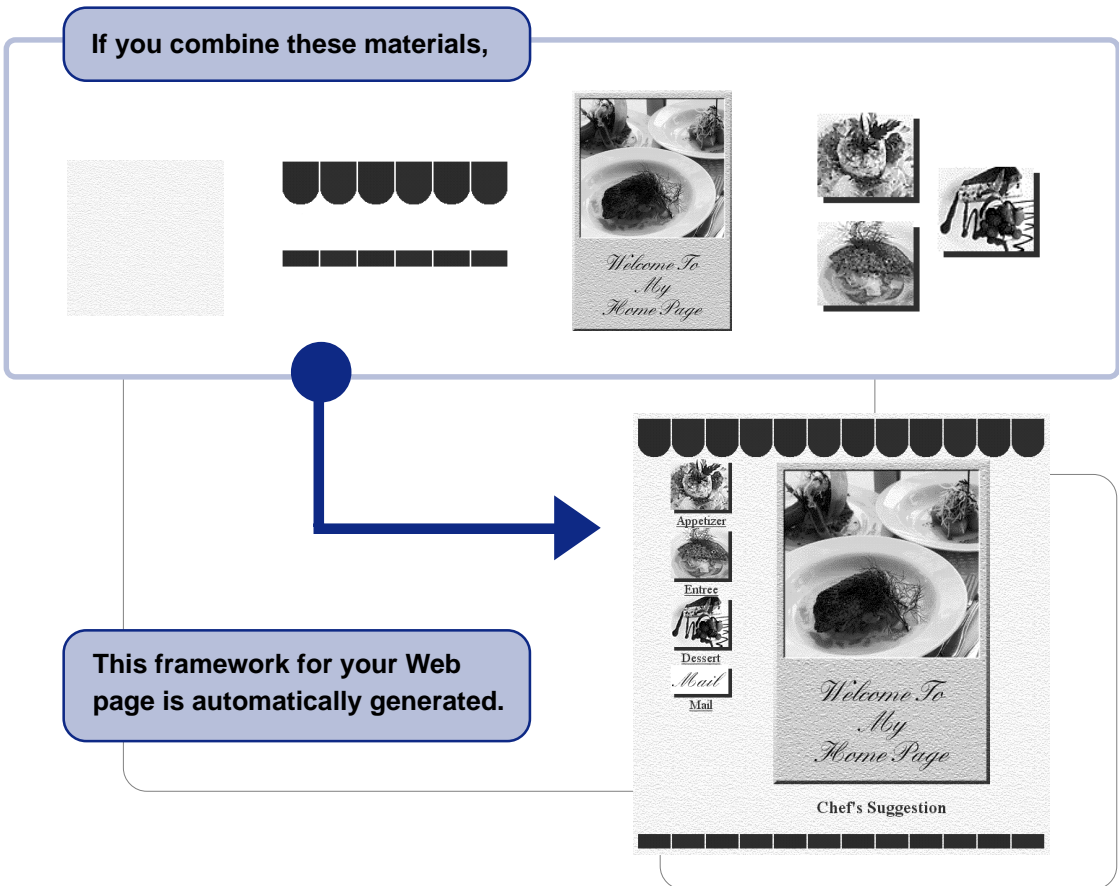 If you combine these materials,
Welcome To
My
Home Page
Appetizer
Entree
Dessert
Mail
Mail
Welcome To
My
Home Page
Chef's Suggestion
This framework for your Web
page is automatically generated.